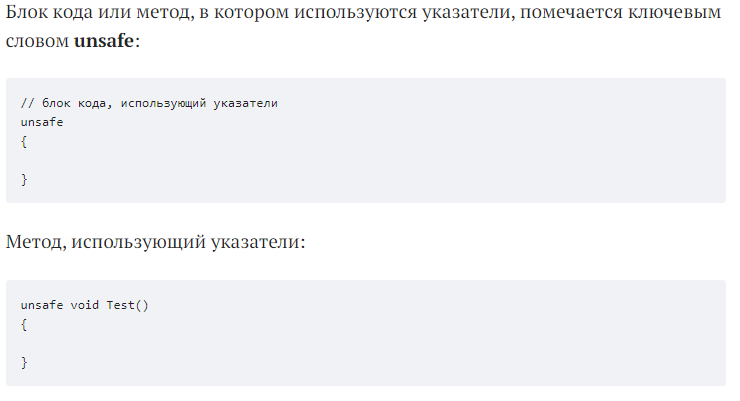 Блок кода или метод, в котором используются указатели, помечается ключевым
словом unsafe:
// блок кода, использующий указатели
unsafe
{
}
Метод, использующий указатели:
unsafe void Test()
{
}